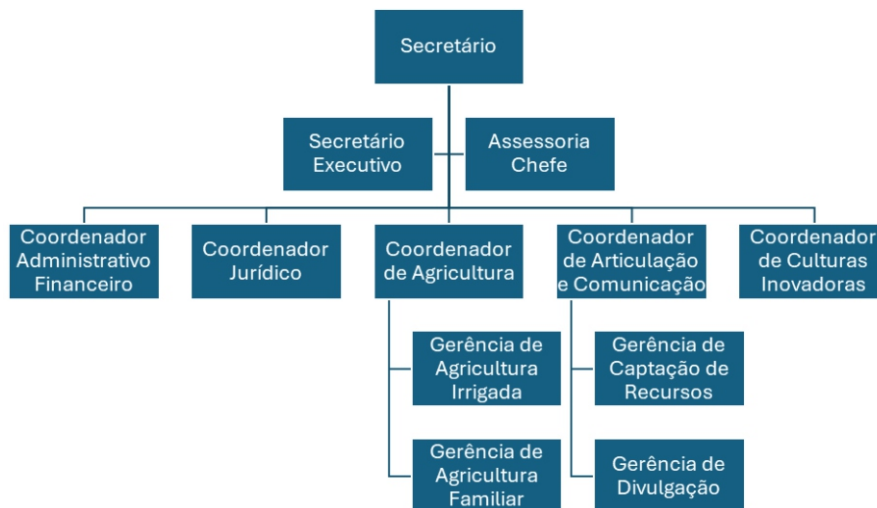 Secretário
Secretário
Executivo
Assessoria
Chefe
Coordenador
Administrativo
Financeiro
Coordenador
Jurídico
Coordenador
de Agricultura
Coordenador
de Articulação
e Comunicação
Coordenador
de Culturas
Inovadoras
Gerência de
Agricultura
Irrigada
Gerência de
Captação de
Recursos
Gerência de
Agricultura
Familiar
Gerência de
Divulgação